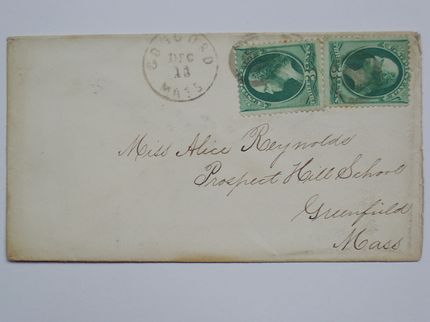 CONCORD
DEC
13
MASS
Miss Alice Reynolds
Prospect Hill School
Greenfield
Mass